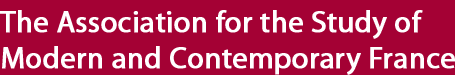 The Association for the Study of
Modern and Contemporary France